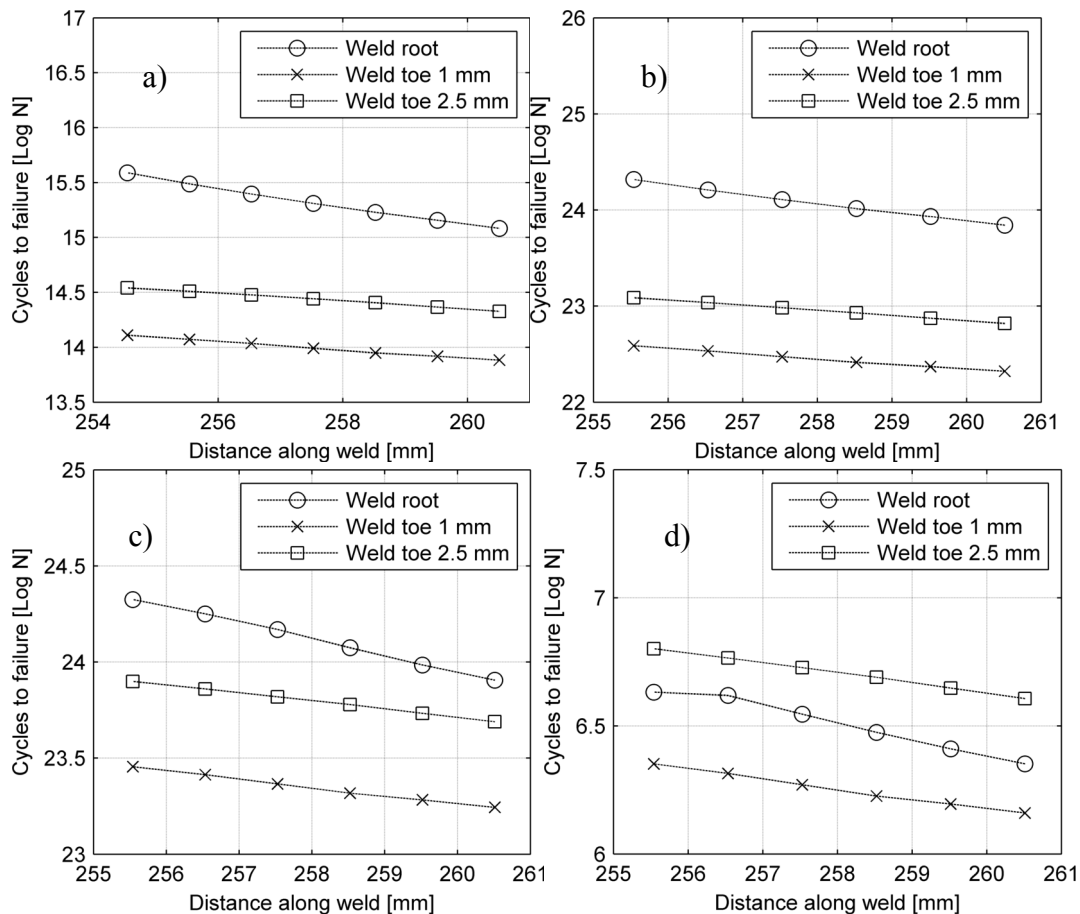 a)
Weld root
Weld toe 1 mm
Weld toe 2.5 mm
Cycles to failure [Log N]
17
16.5
16
15.5
15
14.5
14
13.5
254
256
258
260
Distance along weld [mm]
b)
Weld root
Weld toe 1 mm
Weld toe 2.5 mm
Cycles to failure [Log N]
26
25
24
23
22
255
256
257
258
259
260
261
Distance along weld [mm]
c)
Weld root
Weld toe 1 mm
Weld toe 2.5 mm
Cycles to failure [Log N]
25
24.5
24
23.5
23
255
256
257
258
259
260
261
Distance along weld [mm]
d)
Weld root
Weld toe 1 mm
Weld toe 2.5 mm
Cycles to failure [Log N]
7.5
7
6.5
6
255
256
257
258
259
260
261
Distance along weld [mm]